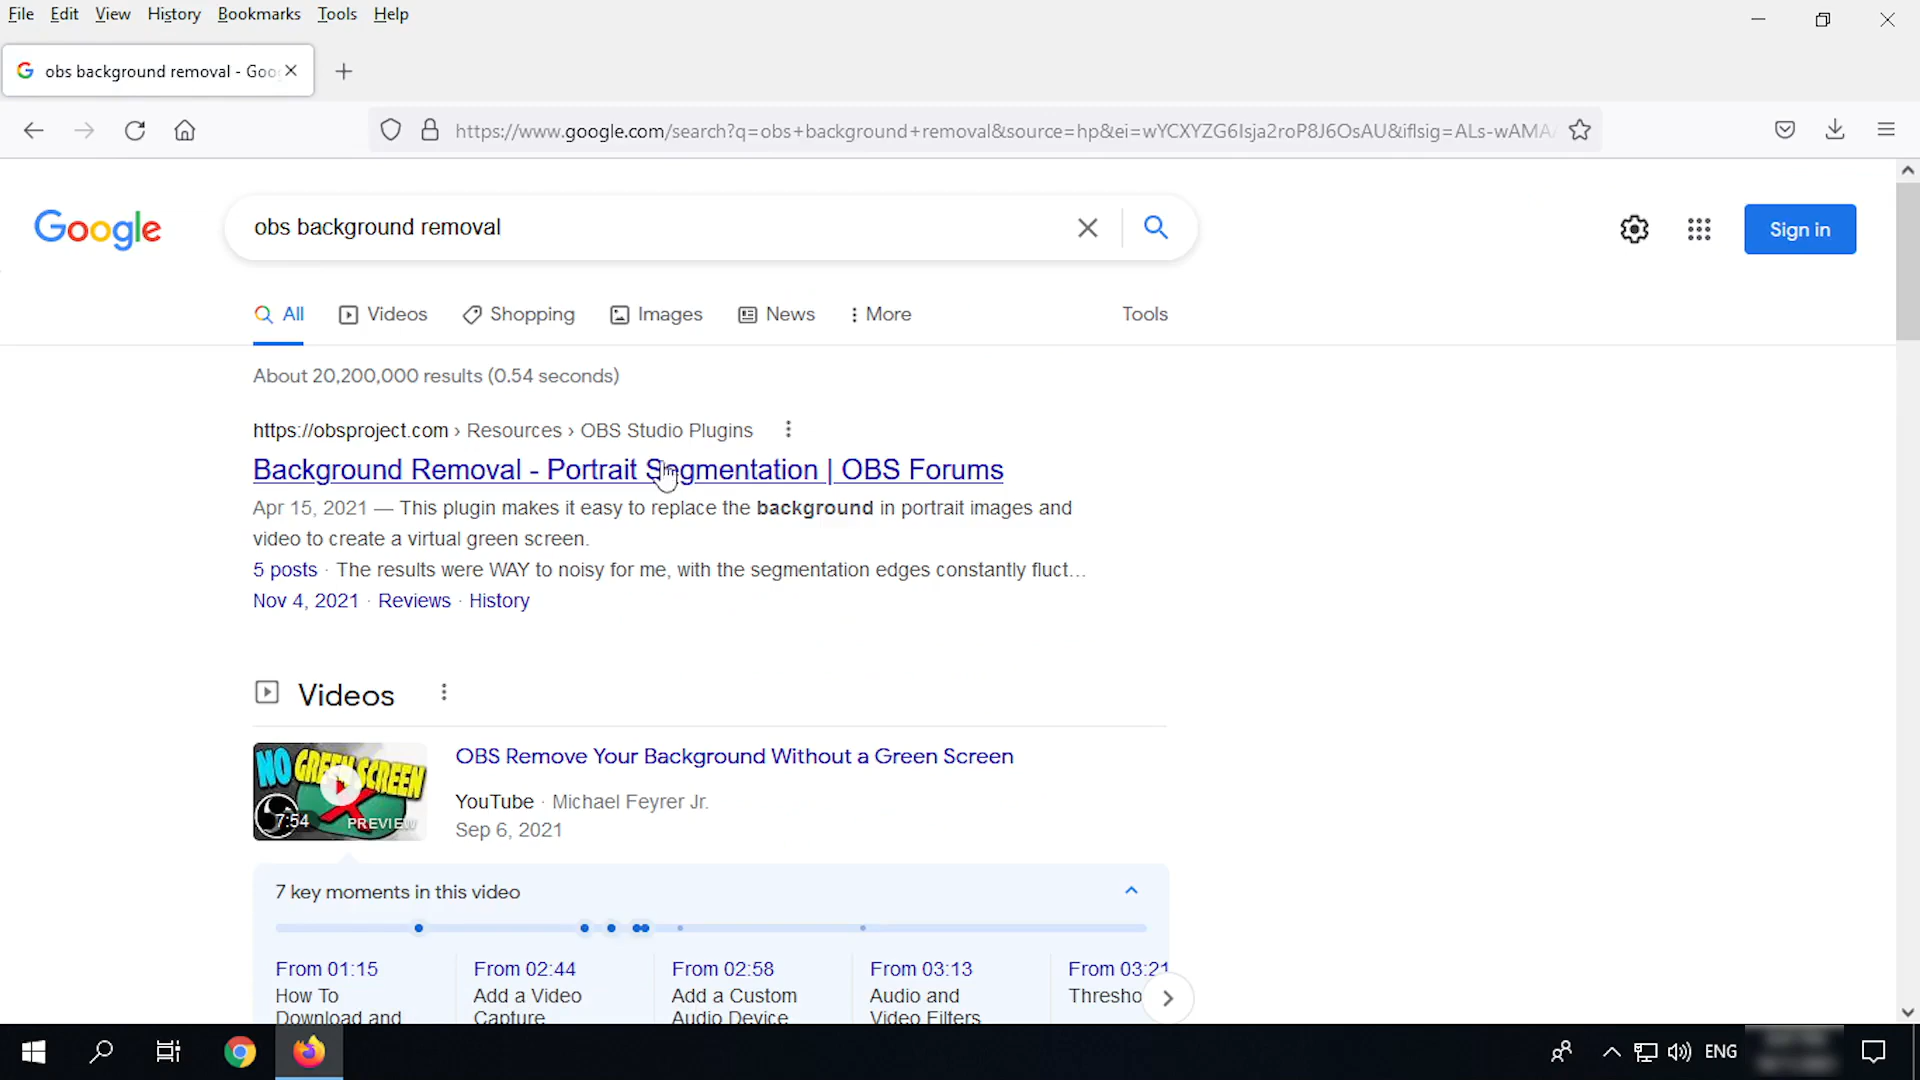 File Edit View History Bookmarks Tools Help
obs background removal - Goo
https://www.google.com/search?q=obs+background+removal&source=hp&ei=wYCXYZG6Isja2roP8J6OsAU&iflsig=ALs-wAMA
Google
obs background removal
Sign in
All Videos Shopping Images News More Tools
About 20,200,000 results (0.54 seconds)
https://obsproject.com › Resources › OBS Studio Plugins
Background Removal - Portrait Segmentation | OBS Forums
Apr 15, 2021 — This plugin makes it easy to replace the background in portrait images and
video to create a virtual green screen.
5 posts · The results were WAY to noisy for me, with the segmentation edges constantly fluct...
Nov 4, 2021 · Reviews · History
Videos
NO GREEN SCREEN
7:54 PREVIEW
OBS Remove Your Background Without a Green Screen
YouTube · Michael Feyrer Jr.
Sep 6, 2021
7 key moments in this video
From 01:15 From 02:44 From 02:58 From 03:13 From 03:21
How To Add a Video Add a Custom Audio and Thresho
Download and Capture Audio Device Video Filters
ENG